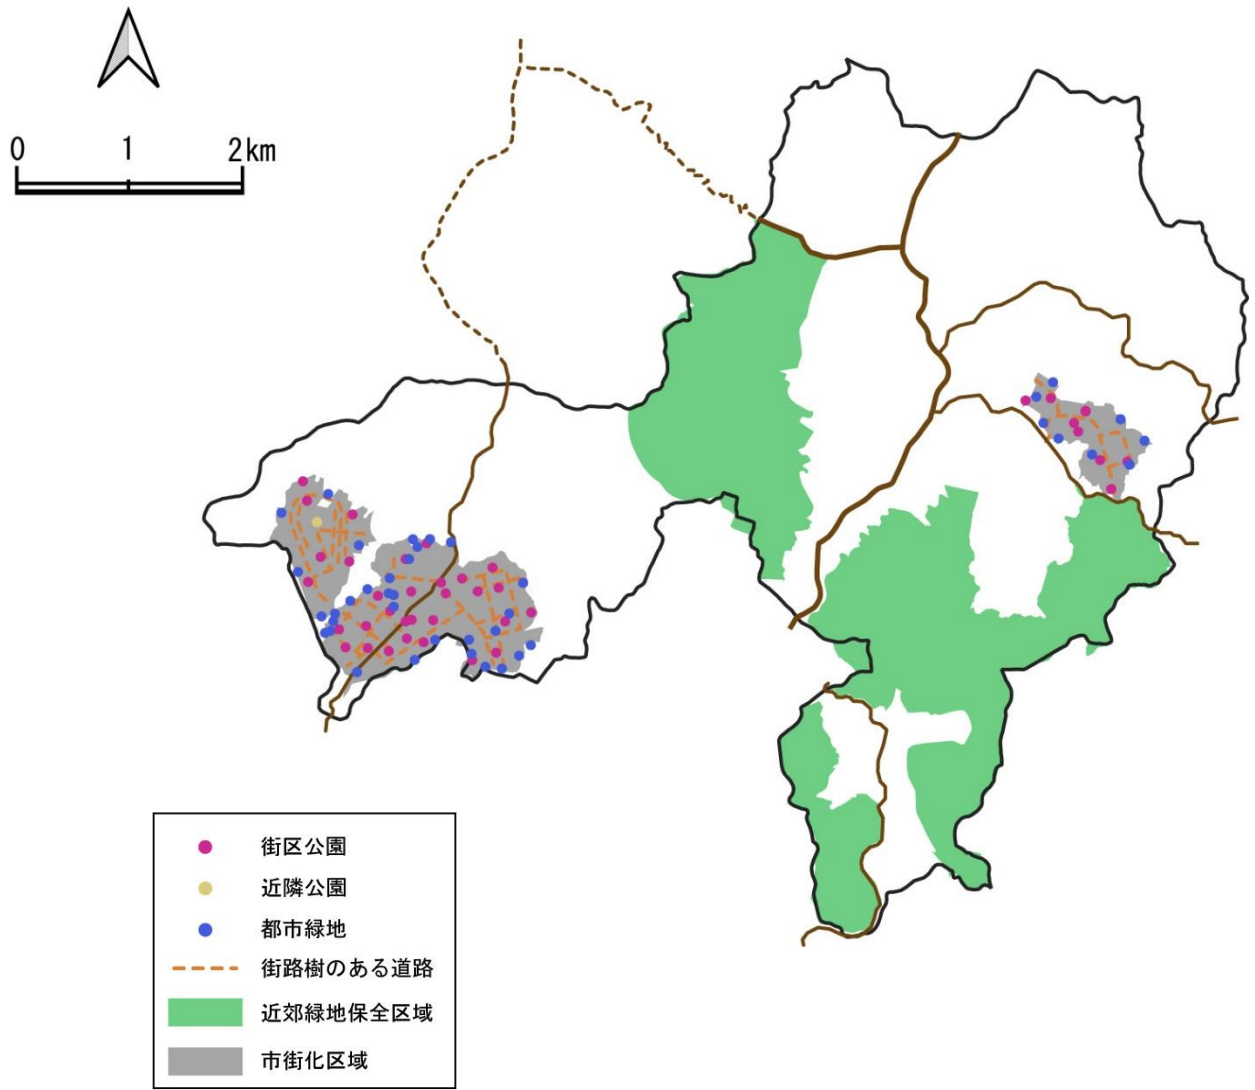 0 1 2km
街区公園
近隣公園
都市緑地
街路樹のある道路
近郊緑地保全区域
市街化区域